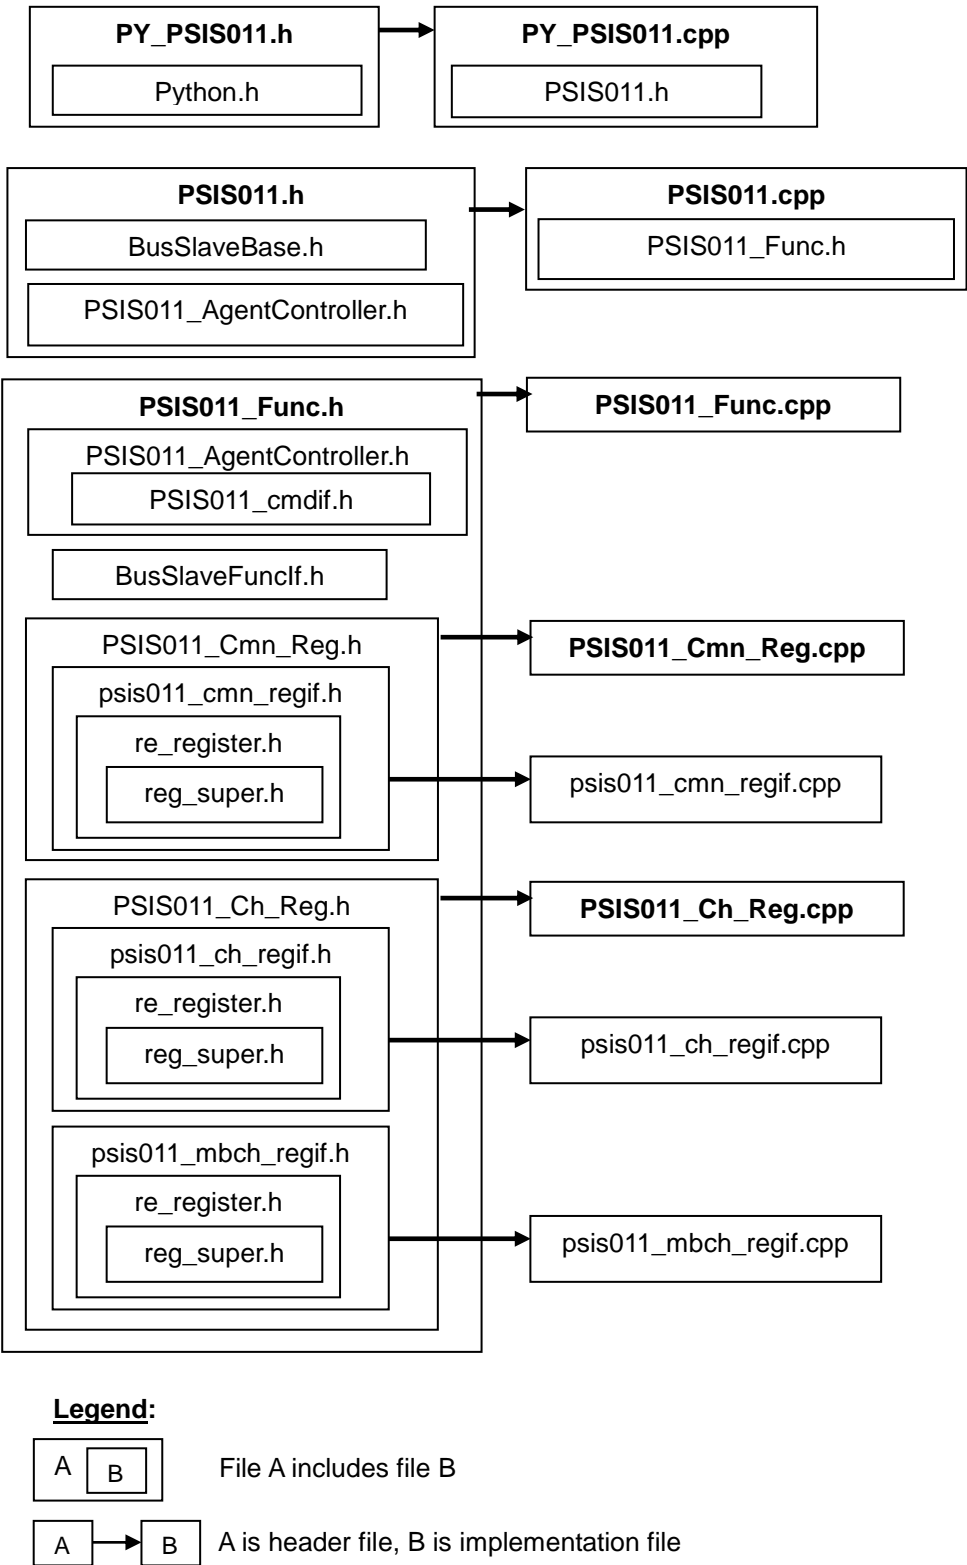 PY_PSIS011.h
PY_PSIS011.cpp
Python.h
PSIS011.h
PSIS011.h
PSIS011.cpp
BusSlaveBase.h
PSIS011_Func.h
PSIS011_AgentController.h
PSIS011_Func.h
PSIS011_Func.cpp
PSIS011_AgentController.h
PSIS011_cmdif.h
BusSlaveFuncIf.h
PSIS011_Cmn_Reg.h
PSIS011_Cmn_Reg.cpp
psis011_cmn_regif.h
re_register.h
reg_super.h
psis011_cmn_regif.cpp
PSIS011_Ch_Reg.h
PSIS011_Ch_Reg.cpp
psis011_ch_regif.h
re_register.h
reg_super.h
psis011_ch_regif.cpp
psis011_mbch_regif.h
re_register.h
reg_super.h
psis011_mbch_regif.cpp
Legend:
A B File A includes file B
A B A is header file, B is implementation file